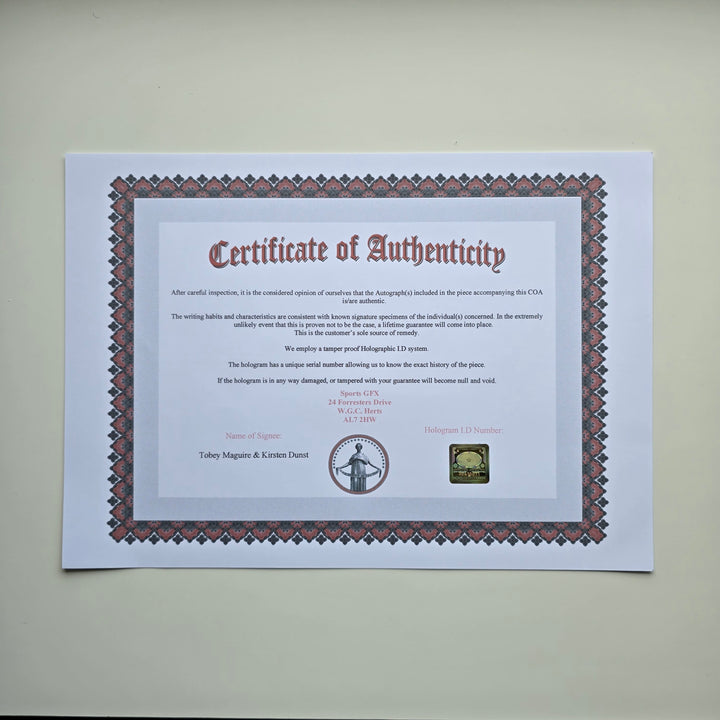 Certificate of Authenticity
After careful inspection, it is the considered opinion of ourselves that the Autograph(s) included in the piece accompanying this COA
is/are authentic.
The writing habits and characteristics are consistent with known signature specimens of the individual(s) concerned. In the extremely
unlikely event that this is proven not to be the case, a lifetime guarantee will come into place.
This is the customer's sole source of remedy.
We employ a tamper proof Holographic I.D system.
The hologram has a unique serial number allowing us to know the exact history of the piece.
If the hologram is in any way damaged, or tampered with your guarantee will become null and void.
Sports GFX
24 Forresters Drive
W.G.C. Herts
AL7 2HW
Name of Signee:
Hologram I.D Number:
Tobey Maguire & Kirsten Dunst